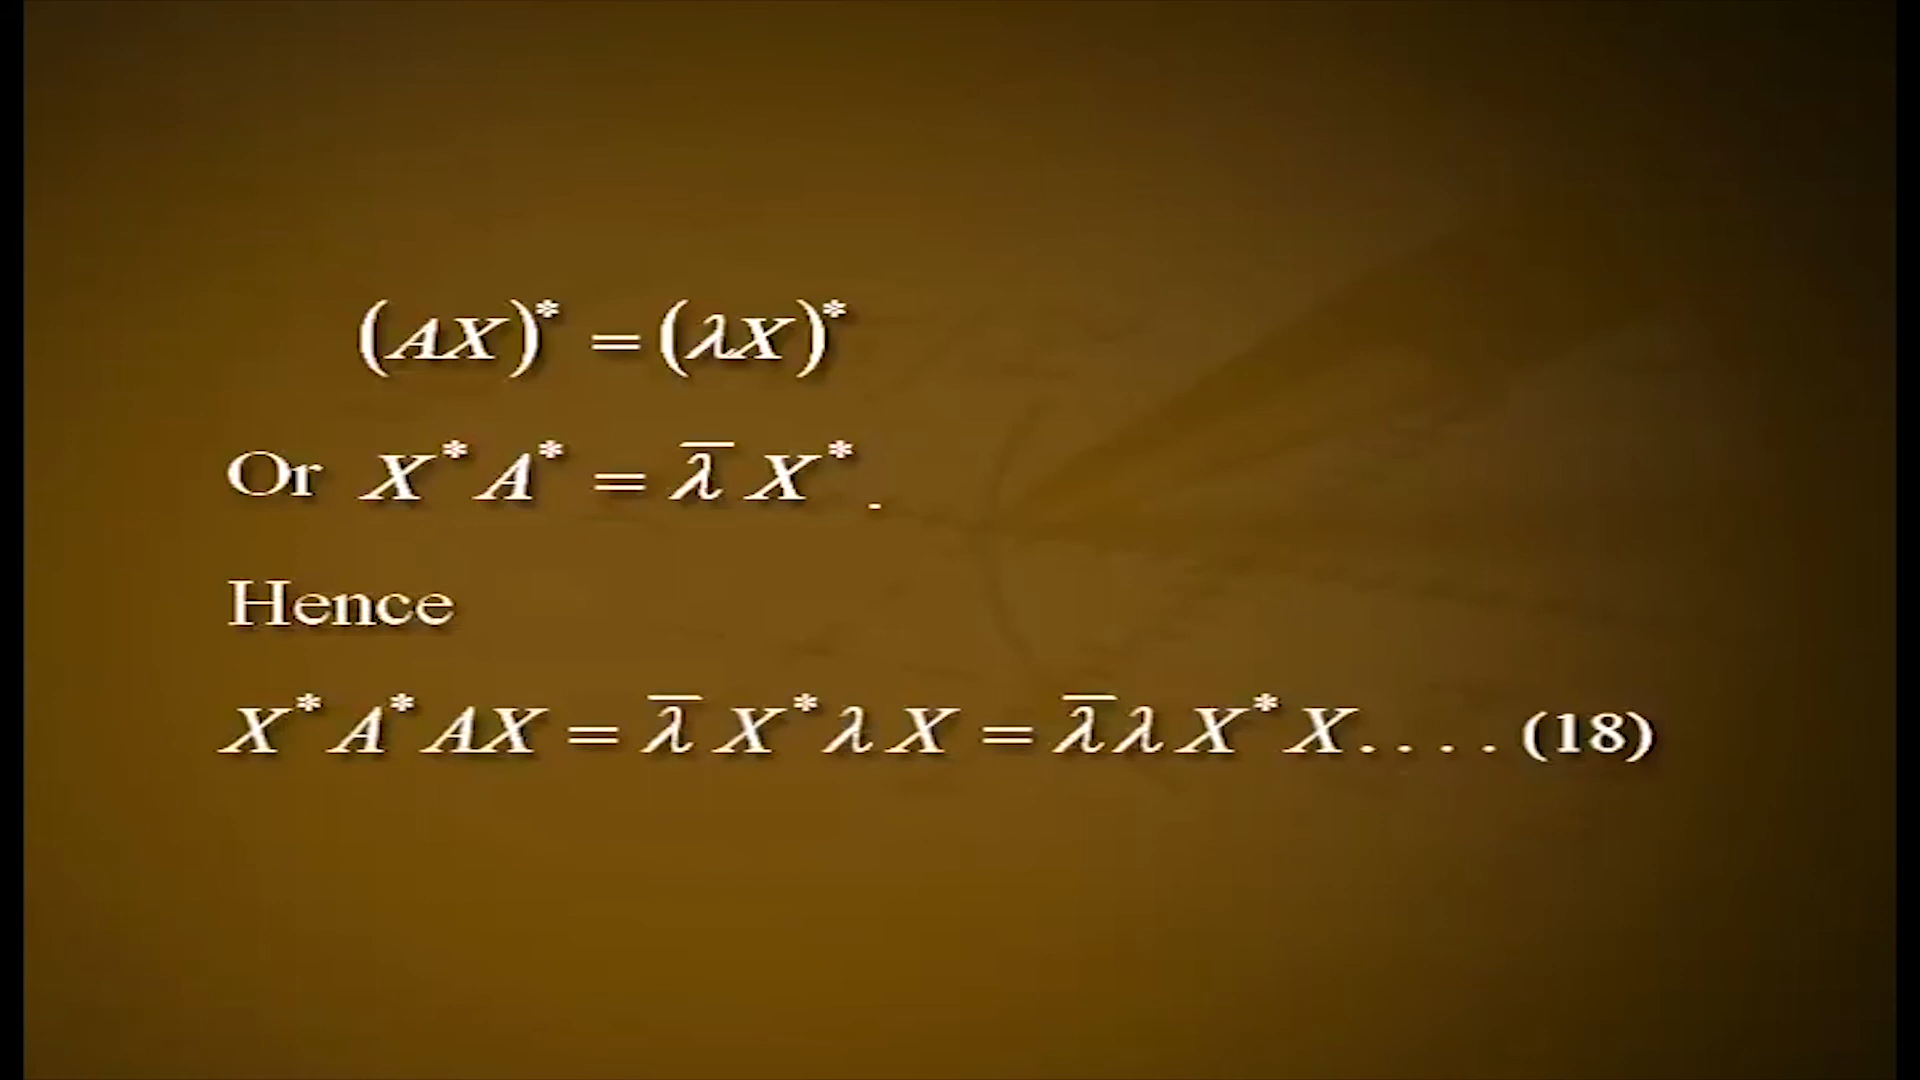 (AX)* = (λX)*
Or X* A* = λ̅ X* .
Hence
X* A* AX = λ̅ X* λ X = λ̅ λ X* X . . . . (18)